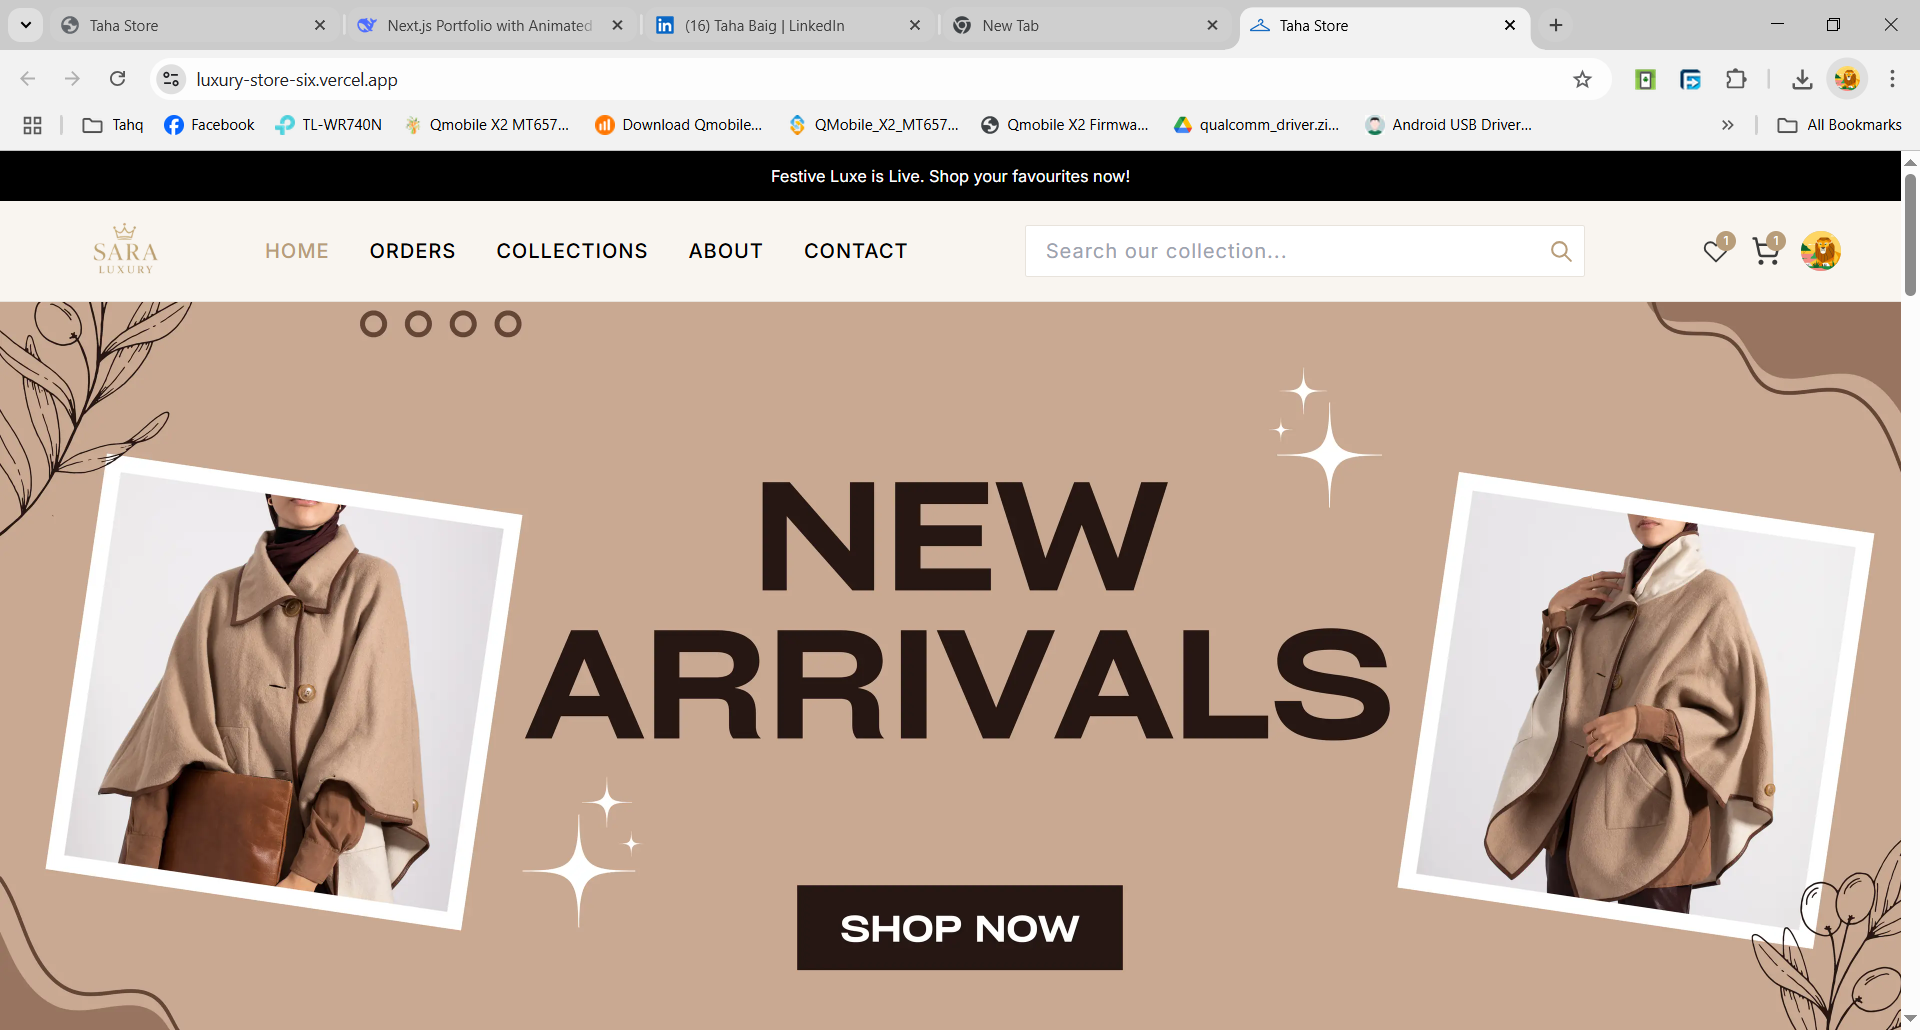 Taha Store
Next.js Portfolio with Animated
(16) Taha Baig | LinkedIn
New Tab
Taha Store
luxury-store-six.vercel.app
Tahq
Facebook
TL-WR740N
Qmobile X2 MT657...
Download Qmobile...
QMobile_X2_MT657...
Qmobile X2 Firmwa...
qualcomm_driver.zi...
Android USB Driver...
All Bookmarks
Festive Luxe is Live. Shop your favourites now!
SARA
LUXURY
HOME
ORDERS
COLLECTIONS
ABOUT
CONTACT
Search our collection...
1
1
NEW
ARRIVALS
SHOP NOW